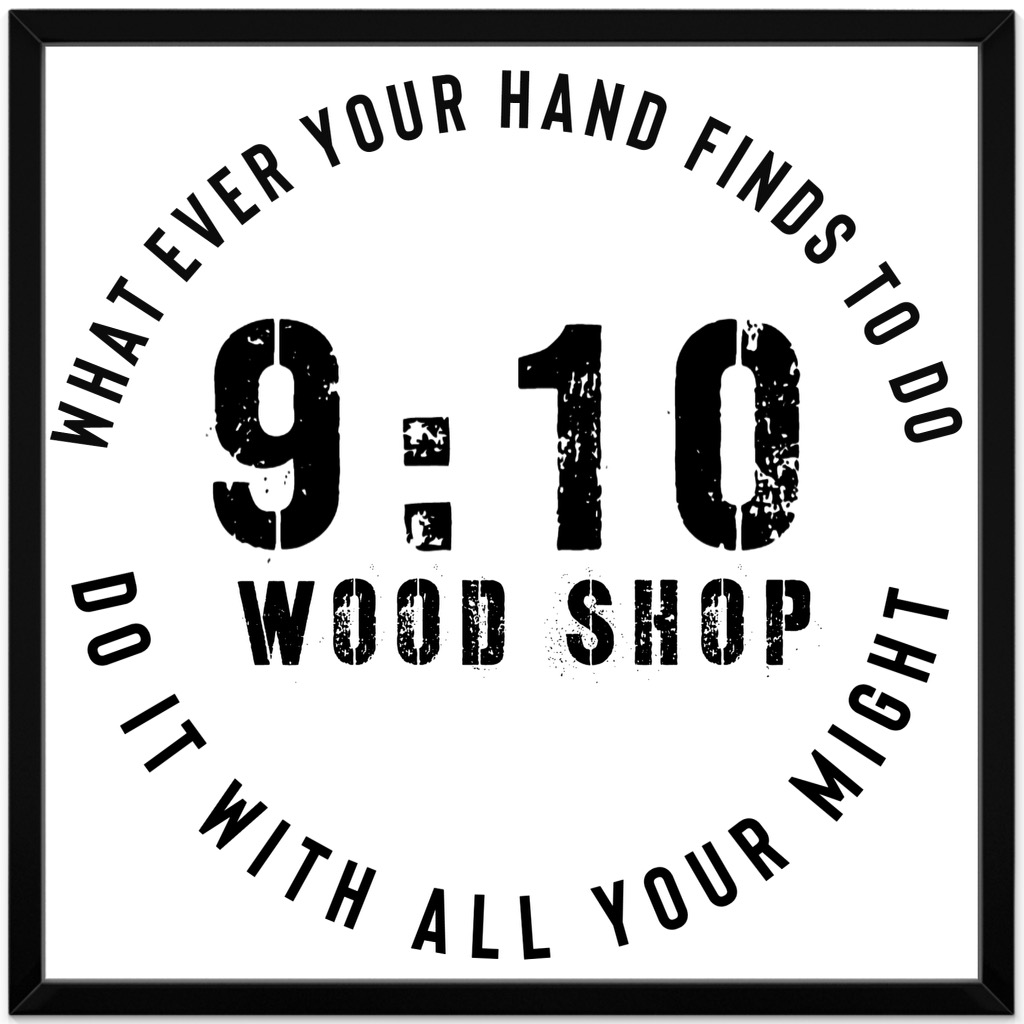 WHAT EVER YOUR HAND FINDS TO DO
9:10
WOOD SHOP
DO IT WITH ALL YOUR MIGHT